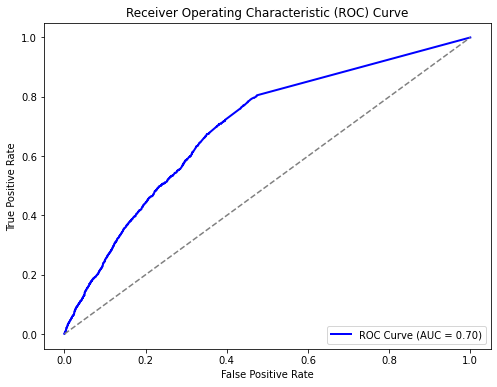 Receiver Operating Characteristic (ROC) Curve
True Positive Rate
1.0
0.8
0.6
0.4
0.2
0.0
0.0 0.2 0.4 0.6 0.8 1.0
False Positive Rate
ROC Curve (AUC = 0.70)